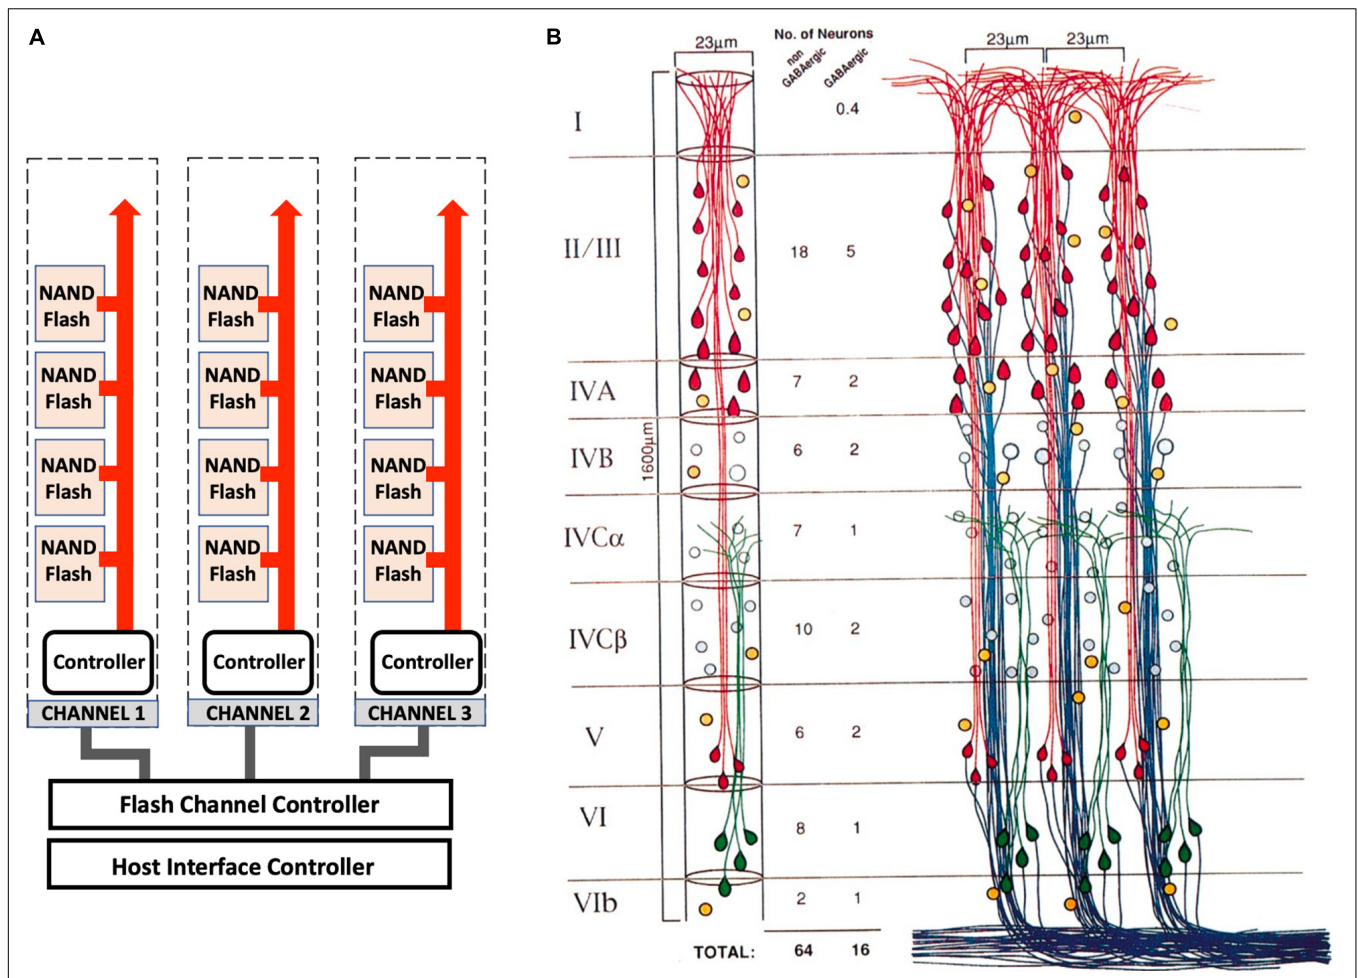 A
NAND
Flash
NAND
Flash
NAND
Flash
NAND
Flash
NAND
Flash
NAND
Flash
NAND
Flash
NAND
Flash
NAND
Flash
NAND
Flash
NAND
Flash
NAND
Flash
Controller
Controller
Controller
CHANNEL 1
CHANNEL 2
CHANNEL 3
Flash Channel Controller
Host Interface Controller
B
23µm
No. of Neurons
non
GABAergic
GABAergic
23µm
23µm
1600µm
I
0.4
II/III
18 5
IVA
7 2
IVB
6 2
IVCα
7 1
IVCβ
10 2
V
6 2
VI
8 1
VIb
2 1
TOTAL: 64 16